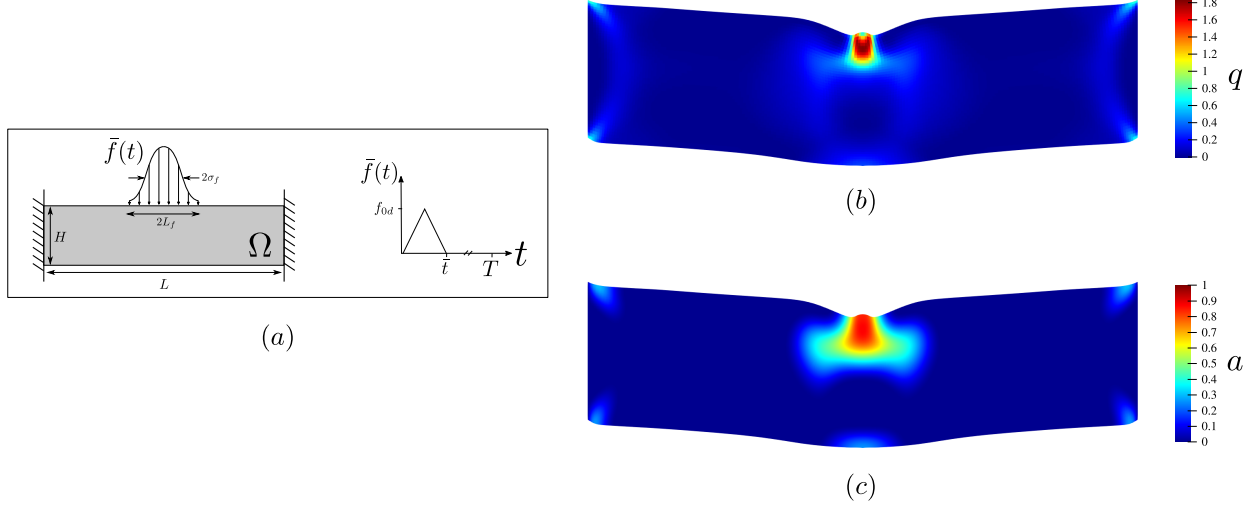 f̄(t)
2σ_f
2L_f
H
Ω
L
f̄(t)
f_{0d}
t̄
T
t
(a)
1.8
1.6
1.4
1.2
1
0.8
0.6
0.4
0.2
0
q
(b)
1
0.9
0.8
0.7
0.6
0.5
0.4
0.3
0.2
0.1
0
a
(c)